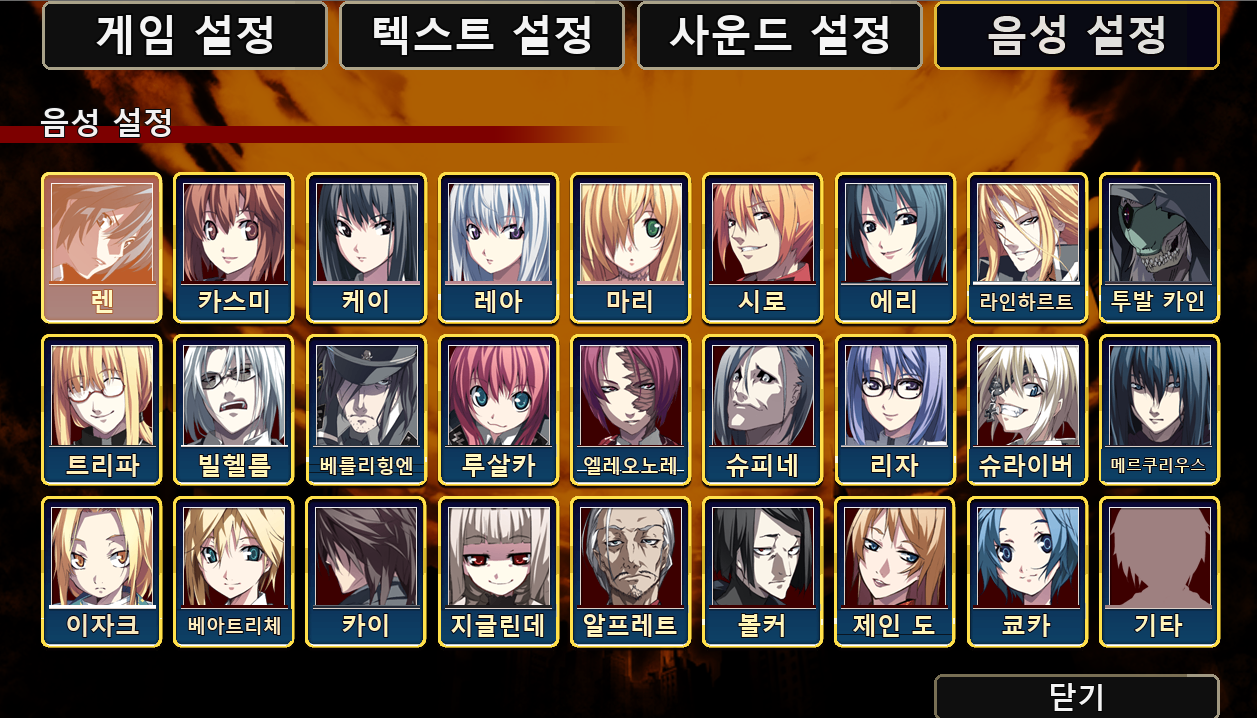 게임 설정 텍스트 설정 사운드 설정 음성 설정
음성 설정
렌 카스미 케이 레아 마리 시로 에리 라인하르트 투발 카인
트리파 빌헬름 베를리힝엔 루살카 엘레오노레 슈피네 리자 슈라이버 메르쿠리우스
이자크 베아트리체 카이 지글린데 알프레트 볼커 제인 도 쿄카 기타
닫기